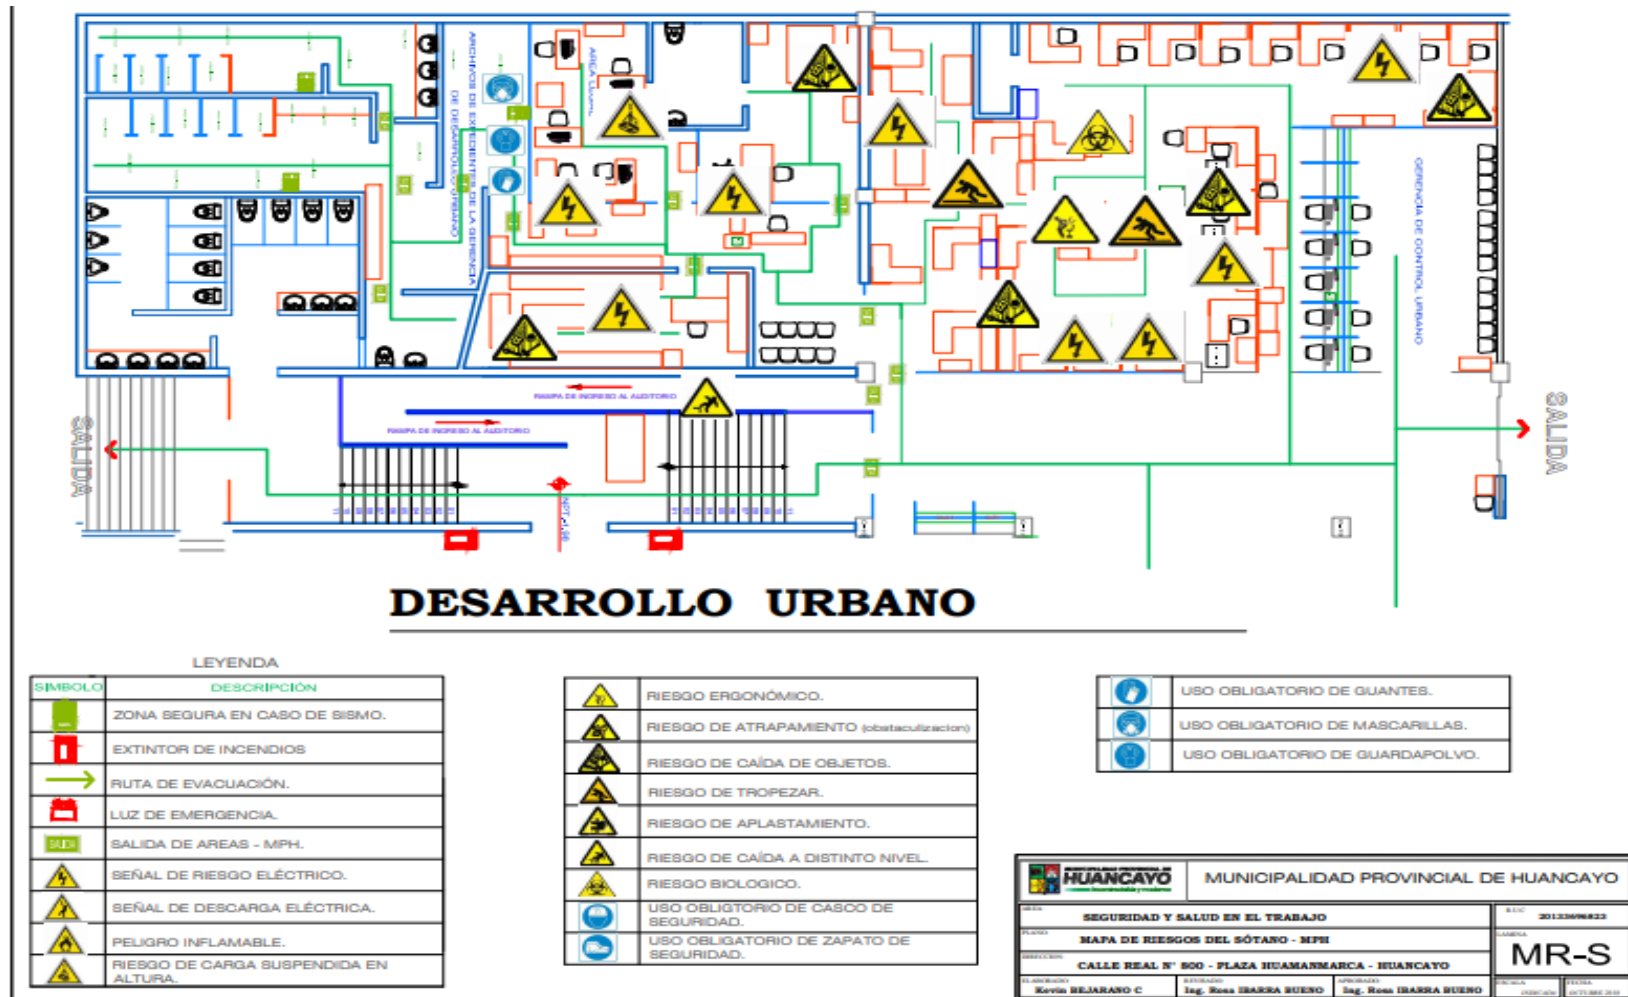 ARCHIVOS DE EXPEDIENTES DE LA GERENCIA
DE DESARROLLO URBANO
GERENCIA DE CONTROL URBANO
RAMPA DE INGRESO AL AUDITORIO
RAMPA DE INGRESO AL AUDITORIO
SALIDA
SALIDA
DESARROLLO URBANO
LEYENDA
SIMBOLO DESCRIPCIÓN
ZONA SEGURA EN CASO DE SISMO.
EXTINTOR DE INCENDIOS
RUTA DE EVACUACIÓN.
LUZ DE EMERGENCIA.
SALIDA SALIDA DE AREAS - MPH.
SEÑAL DE RIESGO ELÉCTRICO.
SEÑAL DE DESCARGA ELÉCTRICA.
PELIGRO INFLAMABLE.
RIESGO DE CARGA SUSPENDIDA EN
ALTURA.
RIESGO ERGONÓMICO.
RIESGO DE ATRAPAMIENTO (obstaculizacion)
RIESGO DE CAÍDA DE OBJETOS.
RIESGO DE TROPEZAR.
RIESGO DE APLASTAMIENTO.
RIESGO DE CAÍDA A DISTINTO NIVEL.
RIESGO BIOLOGICO.
USO OBLIGTORIO DE CASCO DE
SEGURIDAD.
USO OBLIGATORIO DE ZAPATO DE
SEGURIDAD.
USO OBLIGATORIO DE GUANTES.
USO OBLIGATORIO DE MASCARILLAS.
USO OBLIGATORIO DE GUARDAPOLVO.
HUANCAYO
MUNICIPALIDAD PROVINCIAL DE HUANCAYO
SEGURIDAD Y SALUD EN EL TRABAJO
MAPA DE RIESGOS DEL SÓTANO - MPH
CALLE REAL N° 800 - PLAZA HUAMANMARCA - HUANCAYO
MR-S
Kevin BEJARANO C
Ing. Rosa IBARRA BUENO
Ing. Rosa IBARRA BUENO